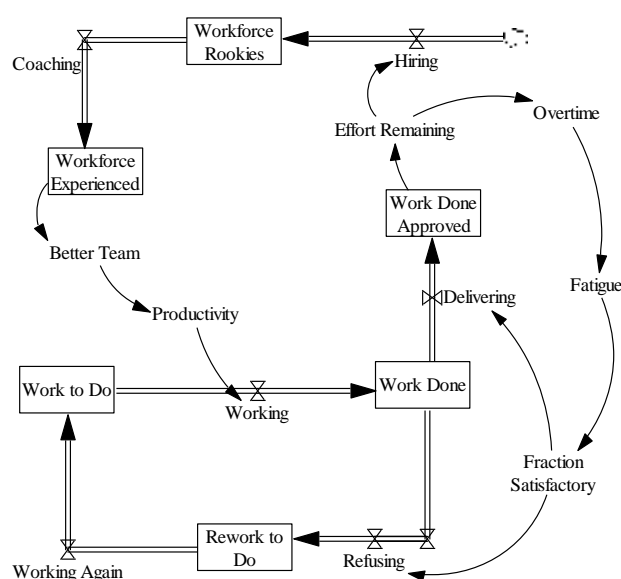 Workforce
Rookies
Coaching
Hiring
Effort Remaining
Overtime
Workforce
Experienced
Work Done
Approved
Better Team
Fatigue
Delivering
Productivity
Work to Do
Work Done
Working
Fraction
Satisfactory
Rework to
Do
Refusing
Working Again